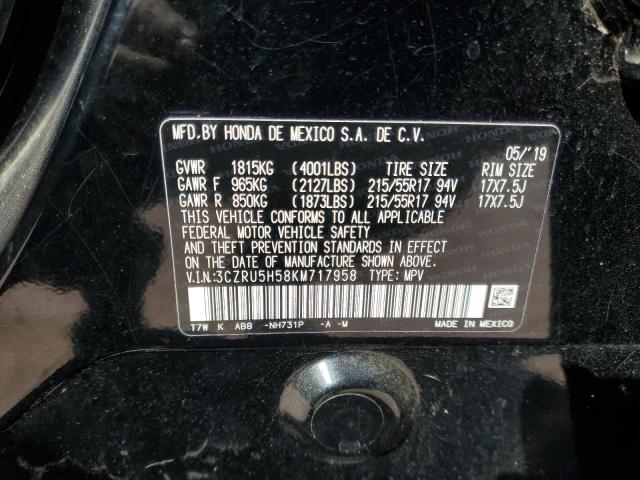 MFD.BY HONDA DE MEXICO S.A. DE C.V.
05/'19
GVWR 1815KG (4001LBS) TIRE SIZE RIM SIZE
GAWR F 965KG (2127LBS) 215/55R17 94V 17X7.5J
GAWR R 850KG (1873LBS) 215/55R17 94V 17X7.5J
THIS VEHICLE CONFORMS TO ALL APPLICABLE
FEDERAL MOTOR VEHICLE SAFETY
AND THEFT PREVENTION STANDARDS IN EFFECT
ON THE DATE OF MANUFACTURE SHOWN ABOVE.
V.I.N:3CZRU5H58KM717958 TYPE: MPV
T7W K AB8 -NH731P -A -M MADE IN MEXICO